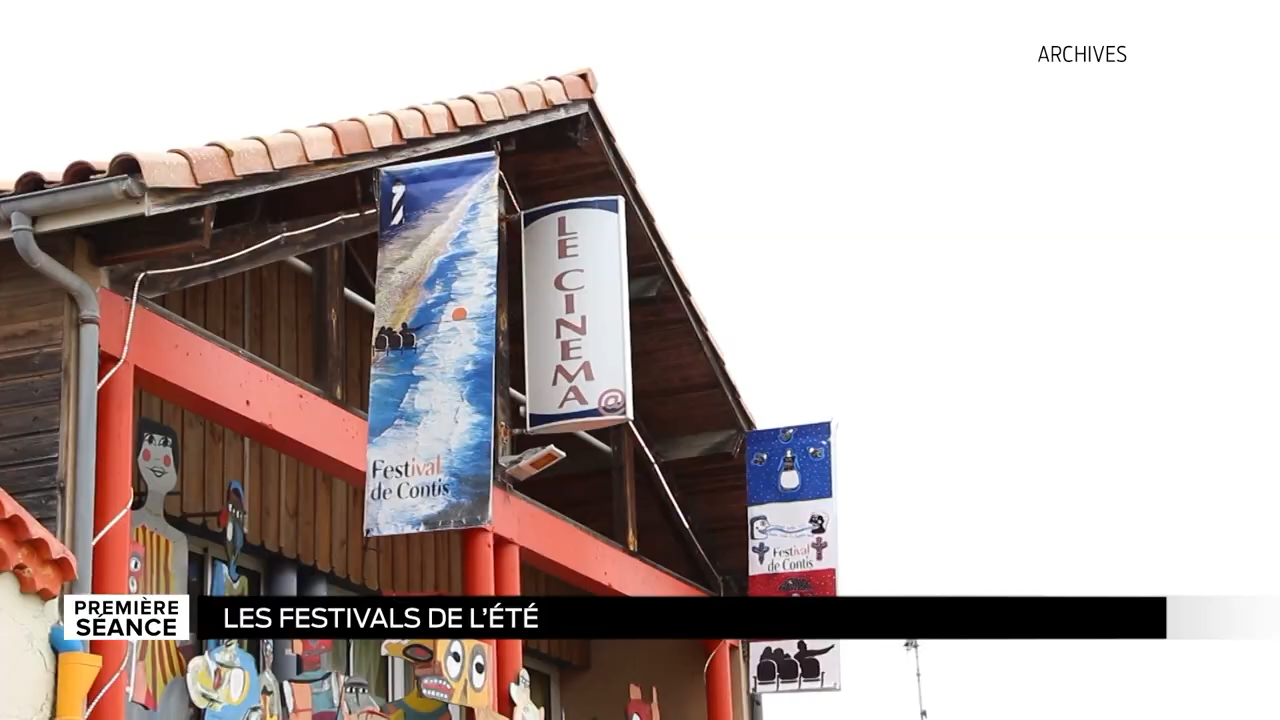 ARCHIVES
LE CINEMA
@
Festival
de Contis
Festival
de Contis
PREMIÈRE
SÉANCE
LES FESTIVALS DE L'ÉTÉ